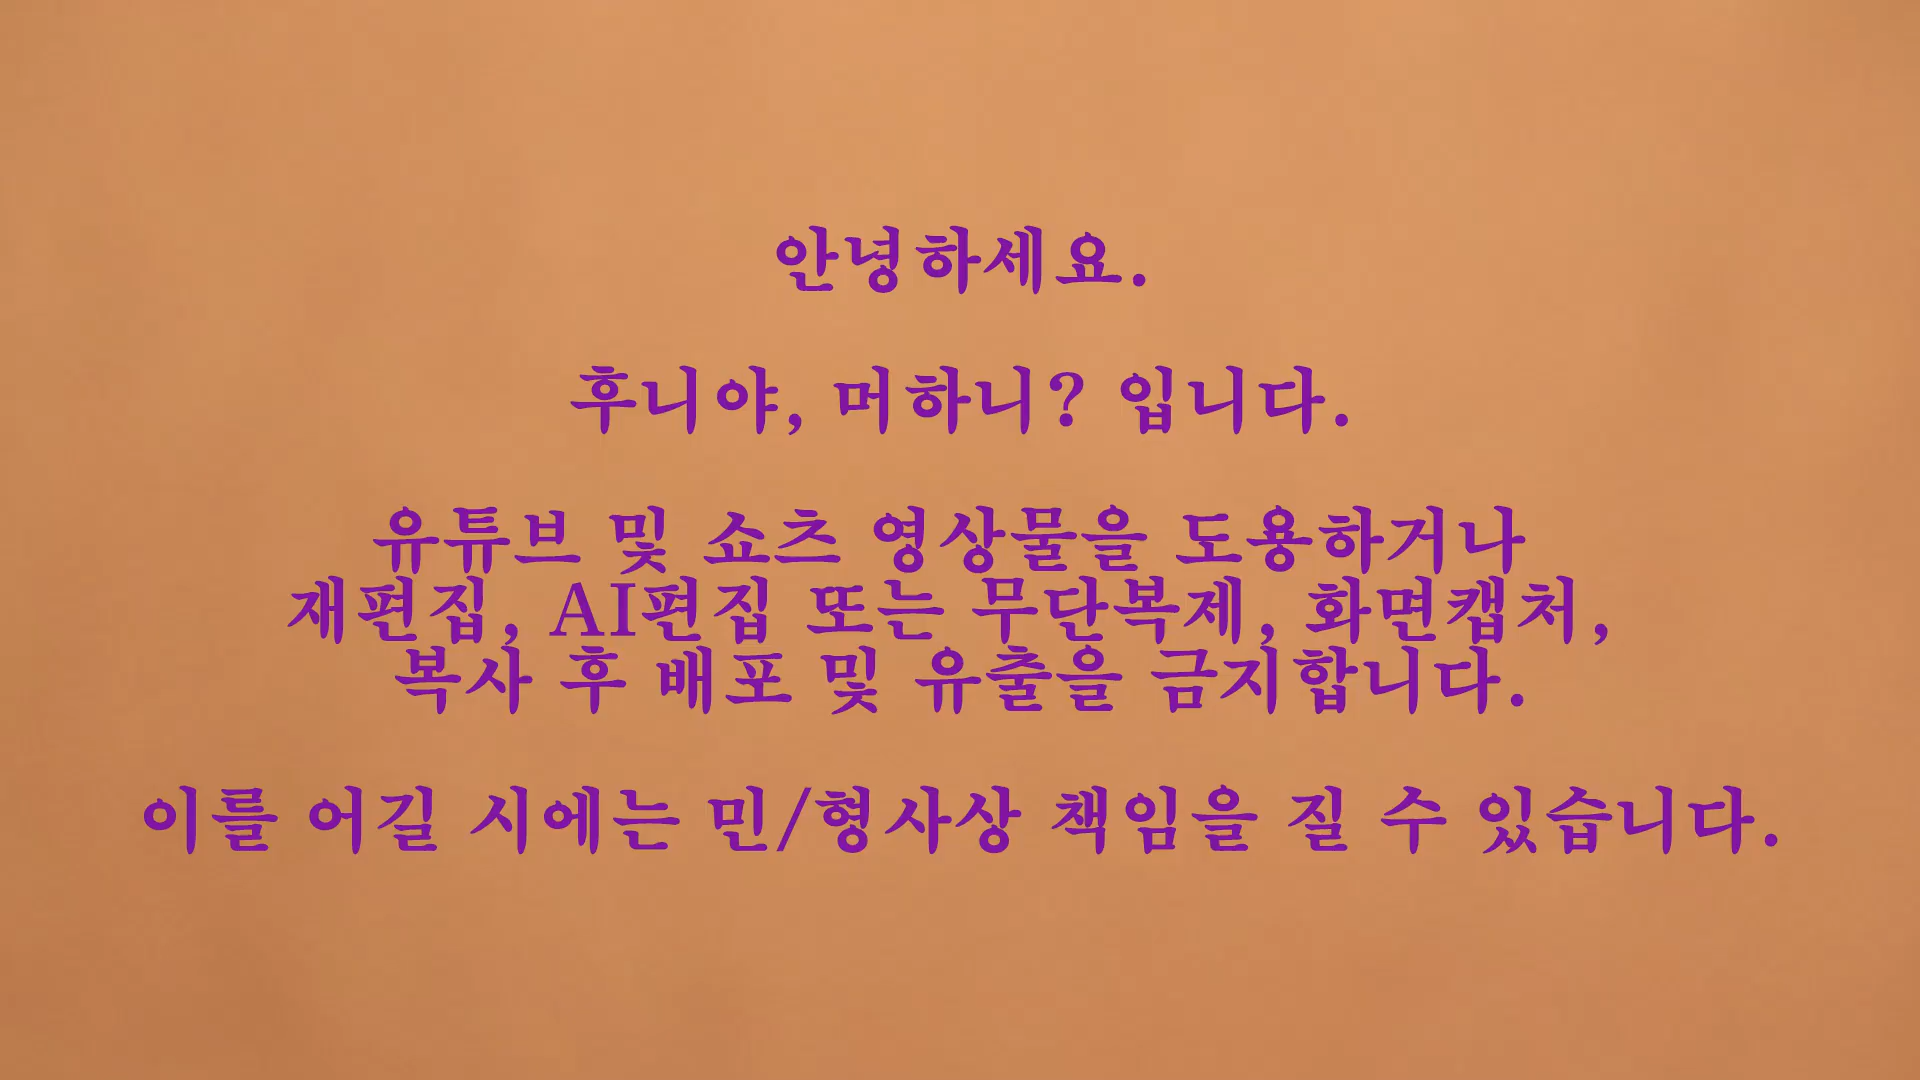 안녕하세요.
후니야, 머하니? 입니다.
유튜브 및 쇼츠 영상물을 도용하거나
재편집, AI편집 또는 무단복제, 화면캡처,
복사 후 배포 및 유출을 금지합니다.
이를 어길 시에는 민/형사상 책임을 질 수 있습니다.